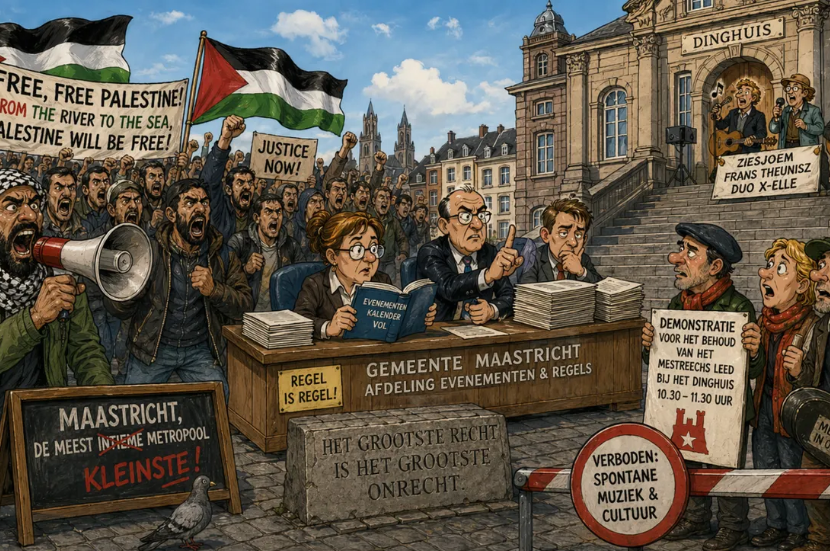 FREE, FREE PALESTINE!
FROM THE RIVER TO THE SEA,
PALESTINE WILL BE FREE!
JUSTICE
NOW!
DINGHUIS
ZIESJOEM
FRANS THEUNISZ
DUO X-ELLE
EVENEMENTEN
KALENDER
VOL
REGEL
IS REGEL!
GEMEENTE MAASTRICHT
AFDELING EVENEMENTEN & REGELS
DEMONSTRATIE
VOOR HET BEHOUD
VAN HET
MESTREECHS LEED
BIJ HET DINGHUIS
10.30 – 11.30 UUR
MAASTRICHT,
DE MEEST INTIEME METROPOOL
KLEINSTE!
HET GROOTSTE RECHT
IS HET GROOTSTE
ONRECHT.
VERBODEN:
SPONTANE
MUZIEK &
CULTUUR